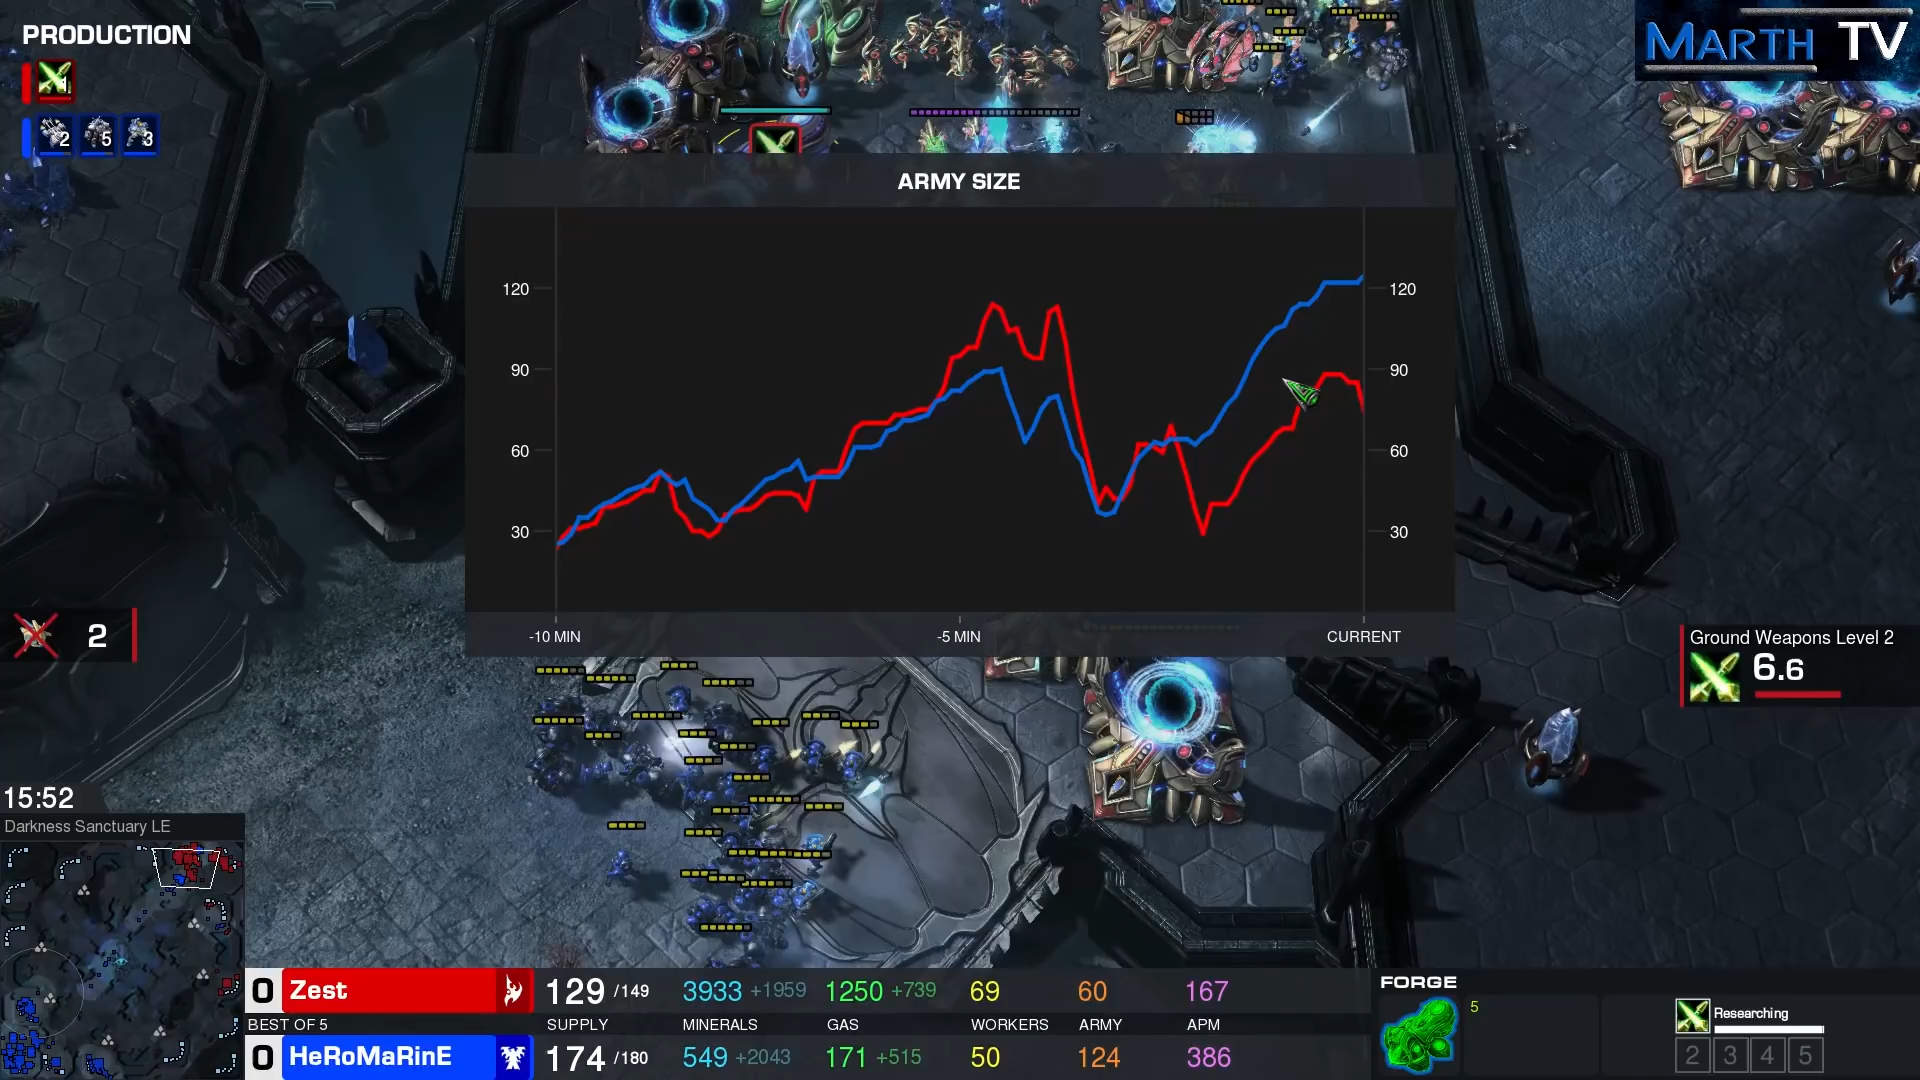 PRODUCTION
MARTH TV
1
2 5 3
ARMY SIZE
120 120
90 90
60 60
30 30
-10 MIN -5 MIN CURRENT
2
Ground Weapons Level 2
6.6
15:52
Darkness Sanctuary LE
0 Zest 129 /149 3933 +1959 1250 +739 69 60 167
BEST OF 5 SUPPLY MINERALS GAS WORKERS ARMY APM
0 HeRoMaRinE 174 /180 549 +2043 171 +515 50 124 386
FORGE
5
Researching
2 3 4 5